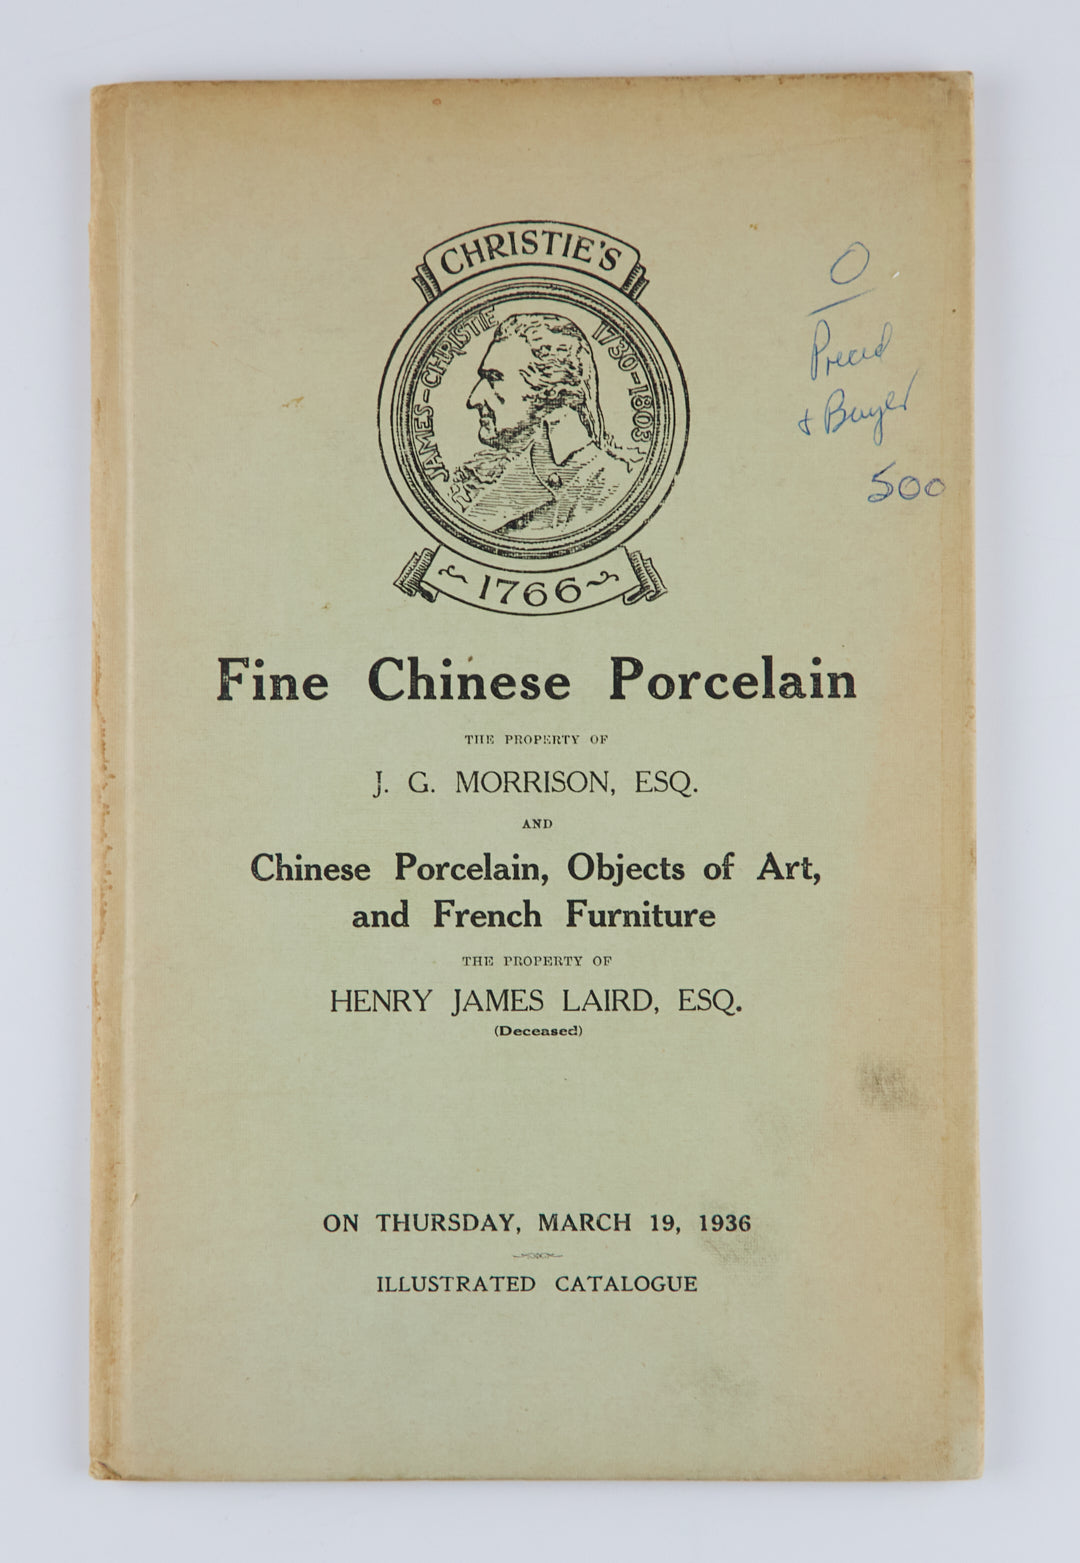 CHRISTIE'S
JAMES-CHRISTIE 1730-1803
1766
O
Priced
+ Buyer
500
Fine Chinese Porcelain
THE PROPERTY OF
J. G. MORRISON, ESQ.
AND
Chinese Porcelain, Objects of Art,
and French Furniture
THE PROPERTY OF
HENRY JAMES LAIRD, ESQ.
(Deceased)
ON THURSDAY, MARCH 19, 1936
ILLUSTRATED CATALOGUE